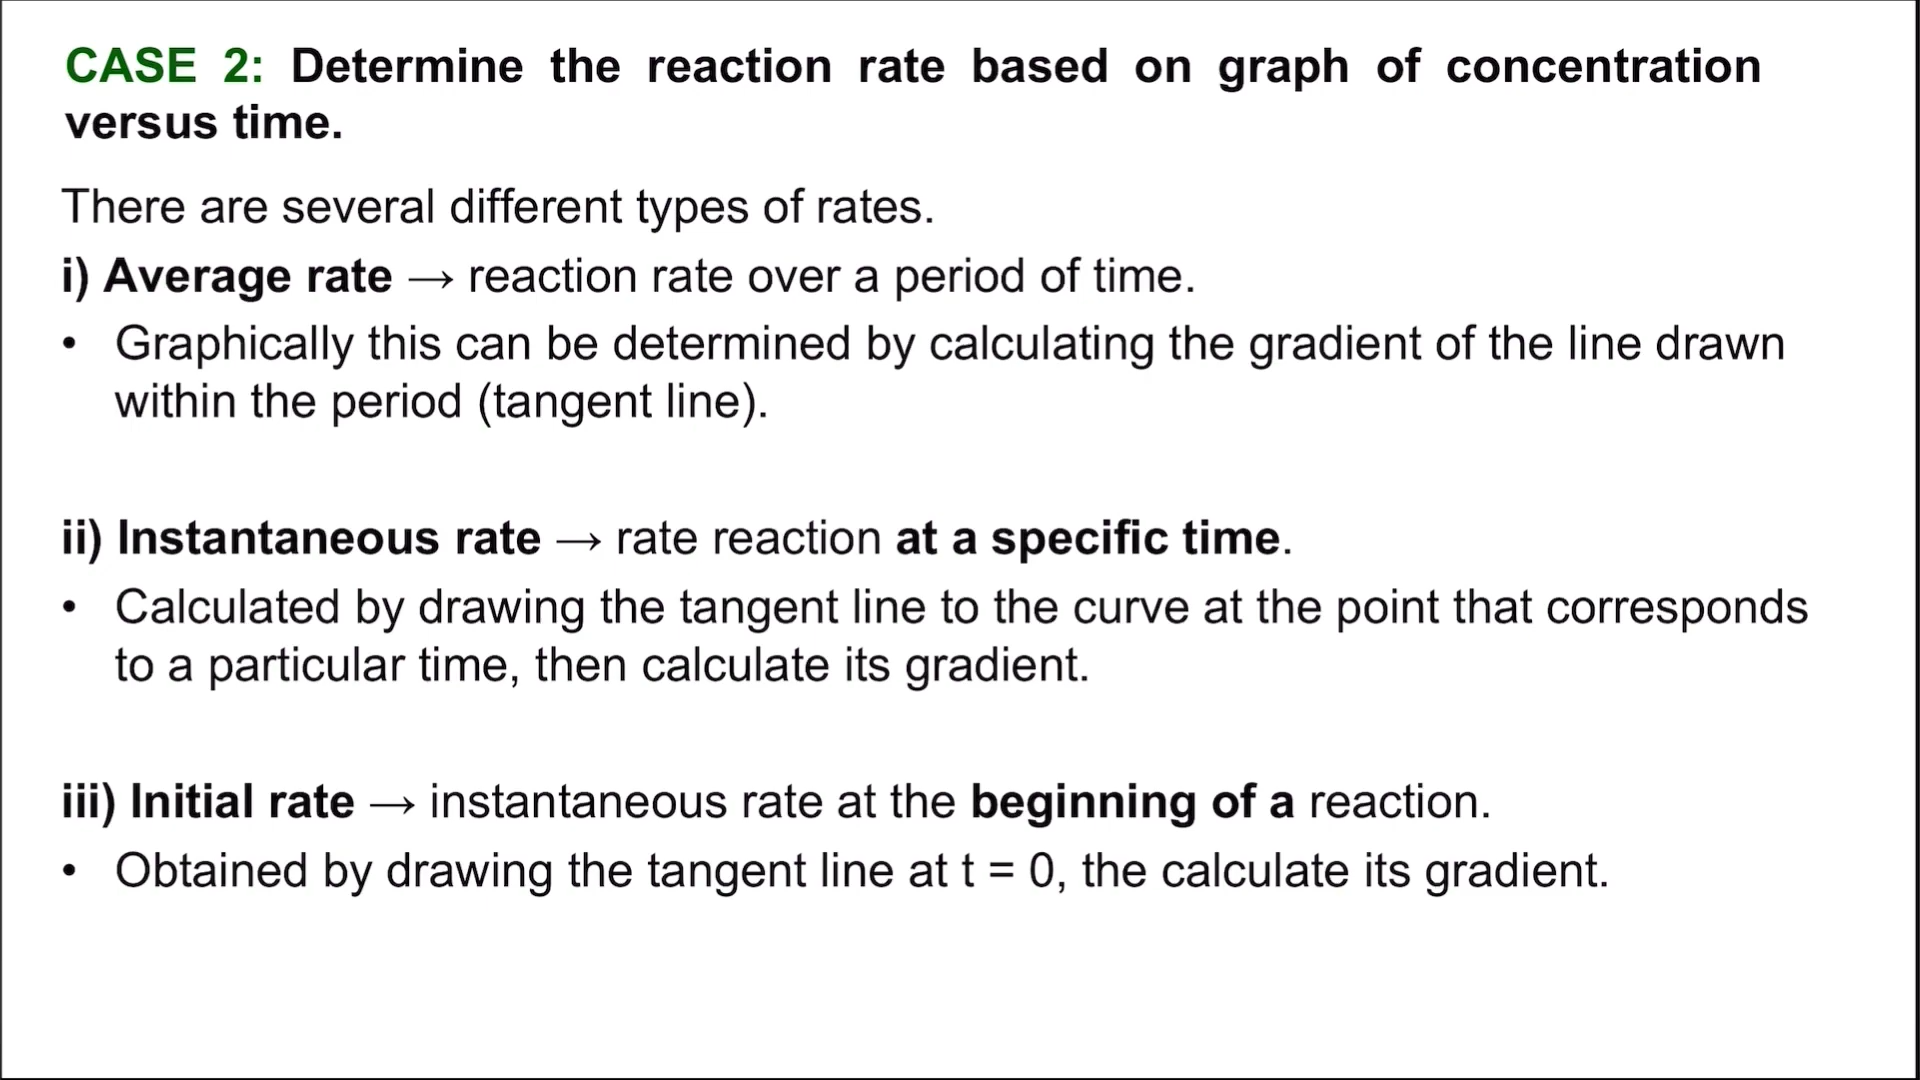 CASE 2: Determine the reaction rate based on graph of concentration
versus time.
There are several different types of rates.
i) Average rate → reaction rate over a period of time.
• Graphically this can be determined by calculating the gradient of the line drawn
within the period (tangent line).
ii) Instantaneous rate → rate reaction at a specific time.
• Calculated by drawing the tangent line to the curve at the point that corresponds
to a particular time, then calculate its gradient.
iii) Initial rate → instantaneous rate at the beginning of a reaction.
• Obtained by drawing the tangent line at t = 0, the calculate its gradient.